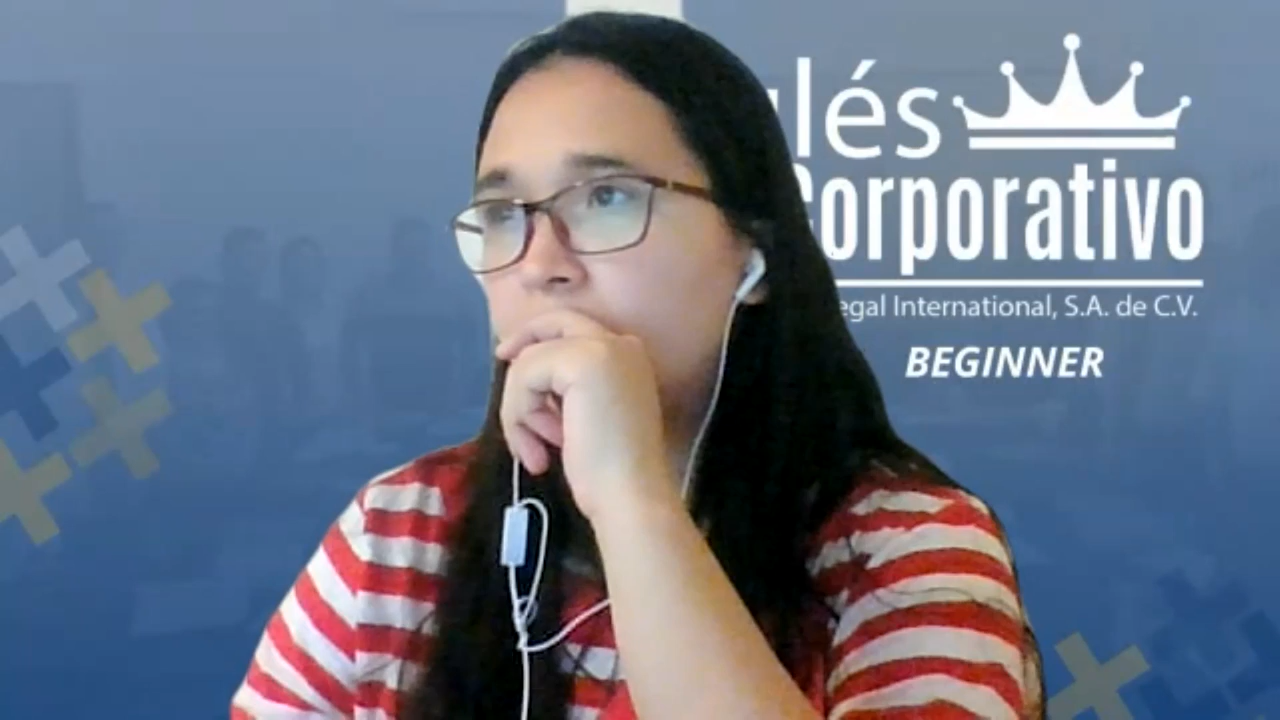 lés
Corporativo
egal International, S.A. de C.V.
BEGINNER